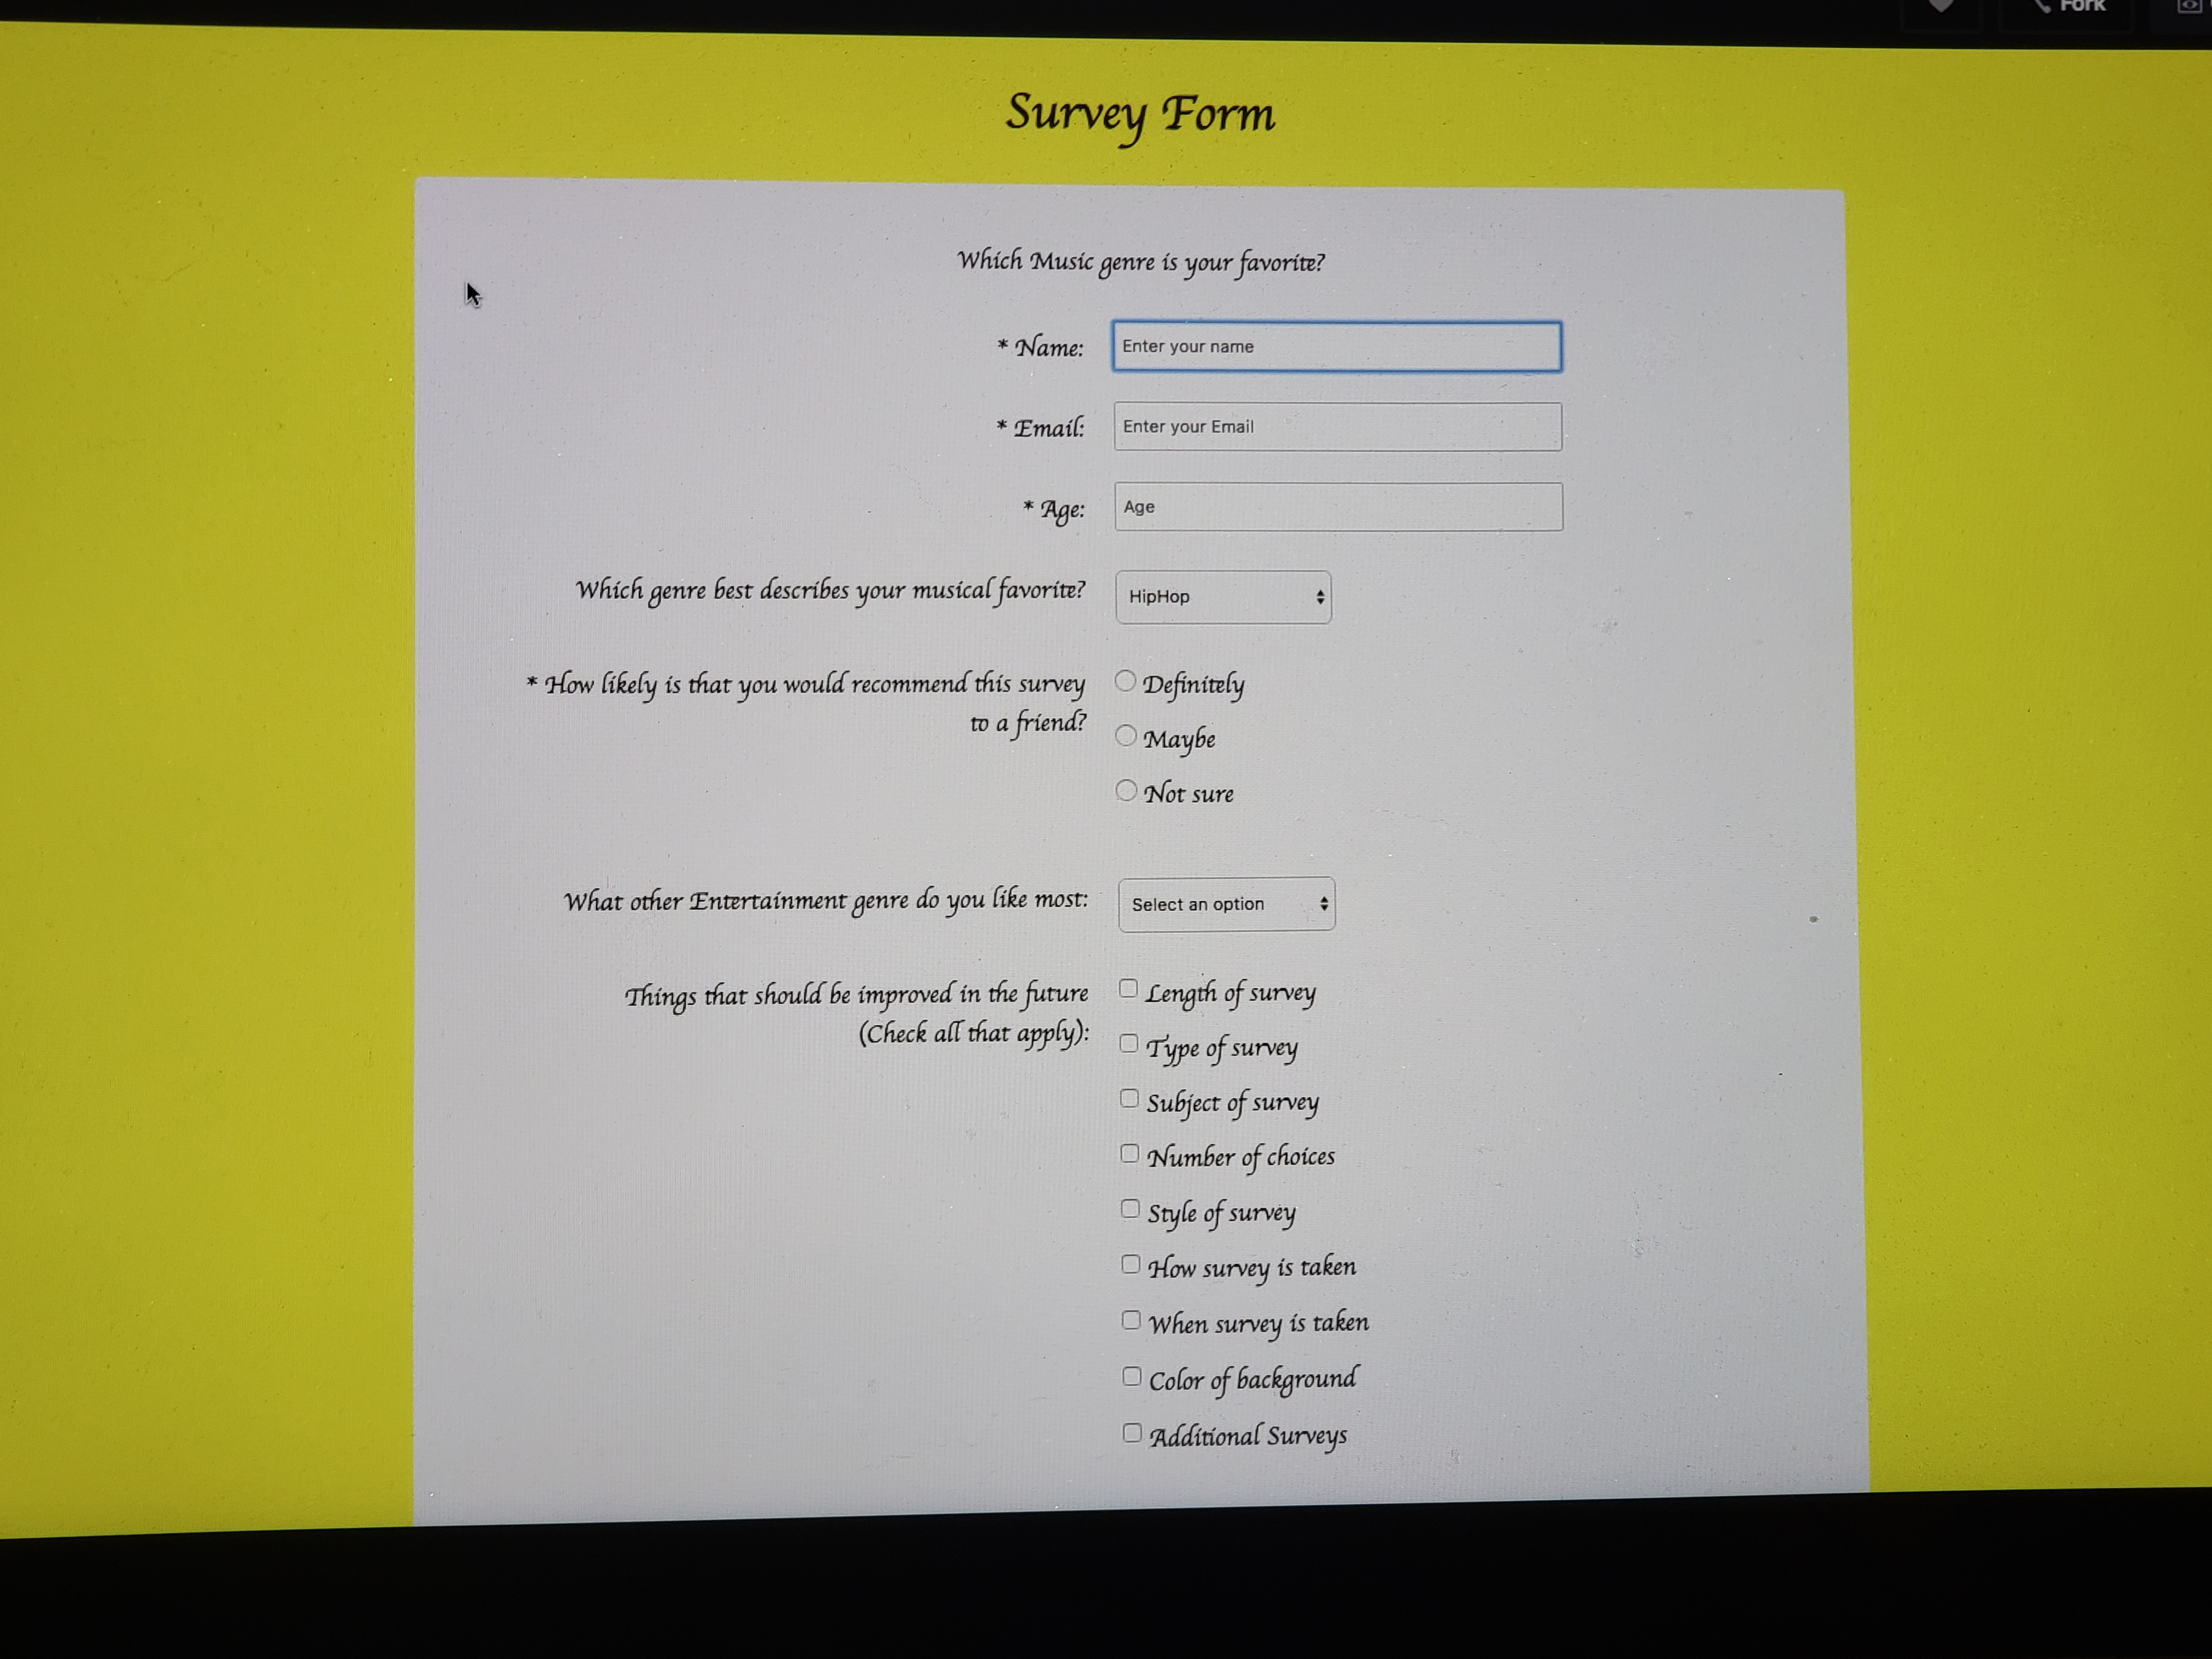 Fork
Survey Form
Which Music genre is your favorite?
* Name: Enter your name
* Email: Enter your Email
* Age: Age
Which genre best describes your musical favorite? HipHop
* How likely is that you would recommend this survey
to a friend?
Definitely
Maybe
Not sure
What other Entertainment genre do you like most: Select an option
Things that should be improved in the future
(Check all that apply):
Length of survey
Type of survey
Subject of survey
Number of choices
Style of survey
How survey is taken
When survey is taken
Color of background
Additional Surveys